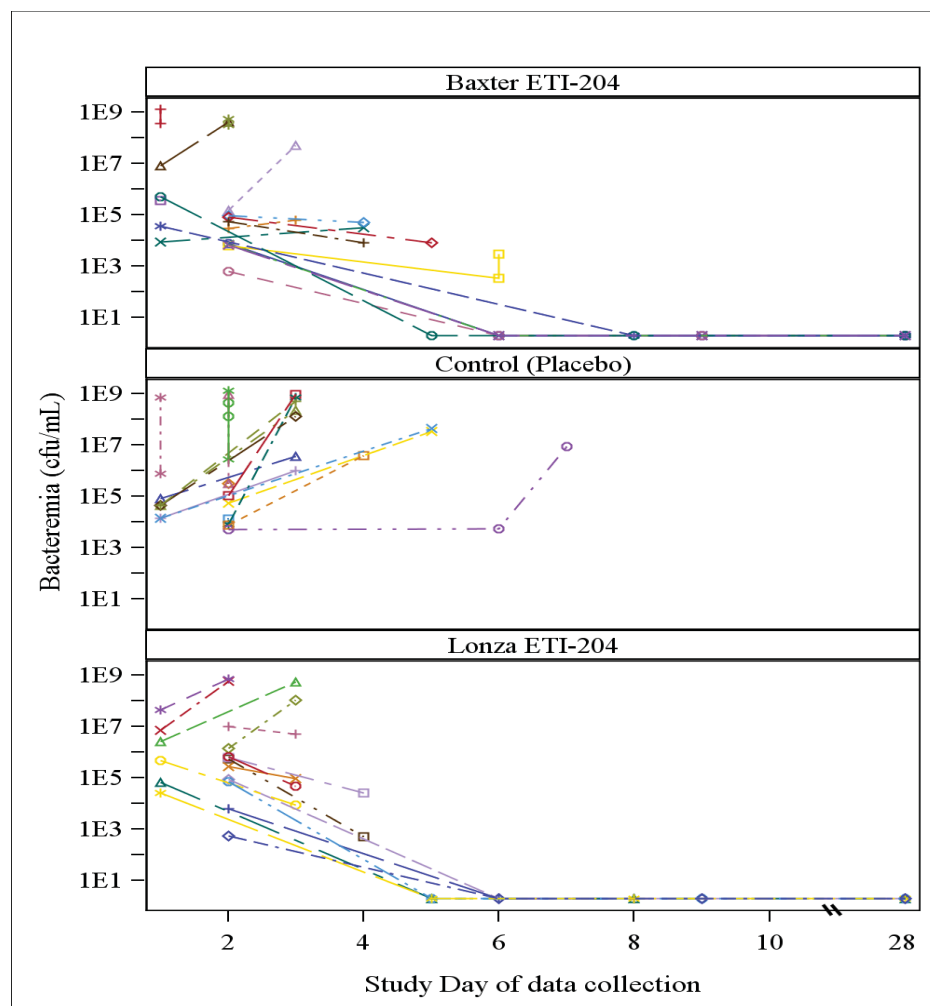 Baxter ETI-204
1E9
1E7
1E5
1E3
1E1
Control (Placebo)
1E9
1E7
1E5
1E3
1E1
Bacteremia (cfu/mL)
Lonza ETI-204
1E9
1E7
1E5
1E3
1E1
2 4 6 8 10 28
Study Day of data collection